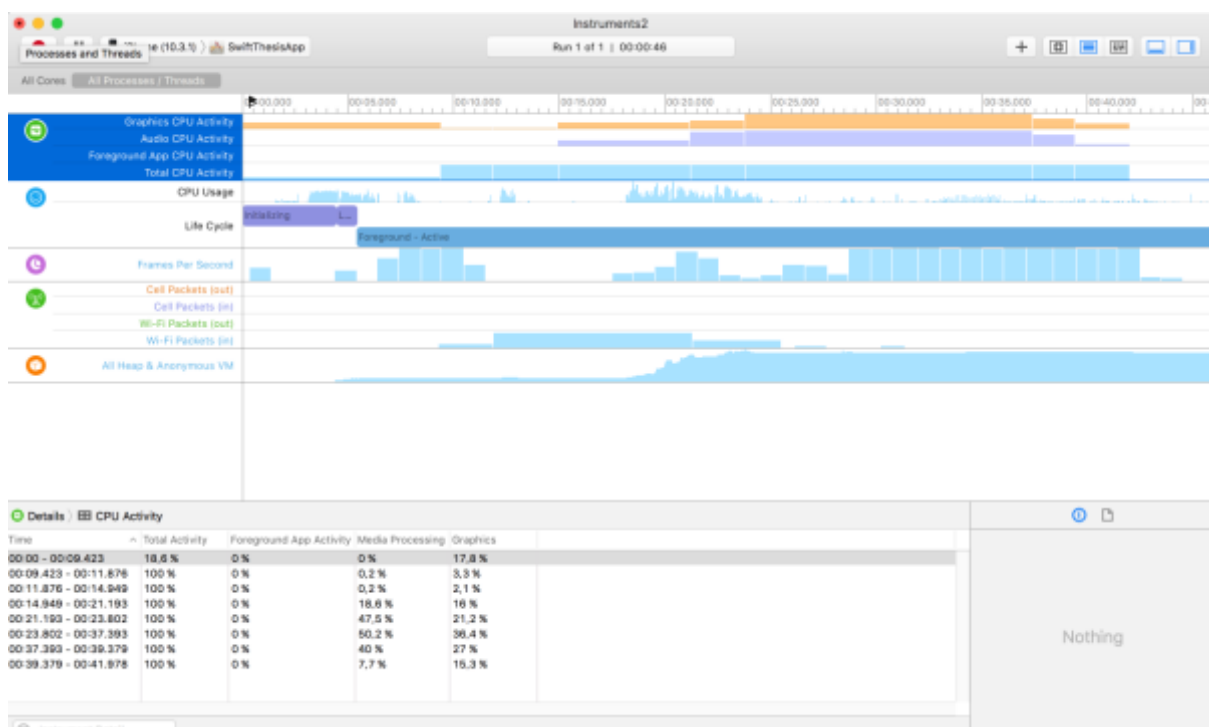 Instruments2
ne (10.3.1) SwiftThesisApp
Run 1 of 1 | 00:00:46
Processes and Threads
All Cores All Processes | Threads
00:00.000 00:05.000 00:10.000 00:15.000 00:20.000 00:25.000 00:30.000 00:35.000 00:40.000 00:
Graphics CPU Activity
Audio CPU Activity
Foreground App CPU Activity
Total CPU Activity
CPU Usage
Life Cycle
Initializing L...
Foreground - Active
Frames Per Second
Cell Packets (out)
Cell Packets (in)
Wi-Fi Packets (out)
Wi-Fi Packets (in)
All Heap & Anonymous VM
Details CPU Activity
Time Total Activity Foreground App Activity Media Processing Graphics
00:00 - 00:09.423 18,6 % 0 % 0 % 17,8 %
00:09.423 - 00:11.876 100 % 0 % 0,2 % 3,3 %
00:11.876 - 00:14.949 100 % 0 % 0,2 % 2,1 %
00:14.949 - 00:21.193 100 % 0 % 18,6 % 16 %
00:21.193 - 00:23.802 100 % 0 % 47,5 % 21,2 %
00:23.802 - 00:37.393 100 % 0 % 50,2 % 36,4 %
00:37.393 - 00:39.379 100 % 0 % 40 % 27 %
00:39.379 - 00:41.978 100 % 0 % 7,7 % 15,3 %
Nothing